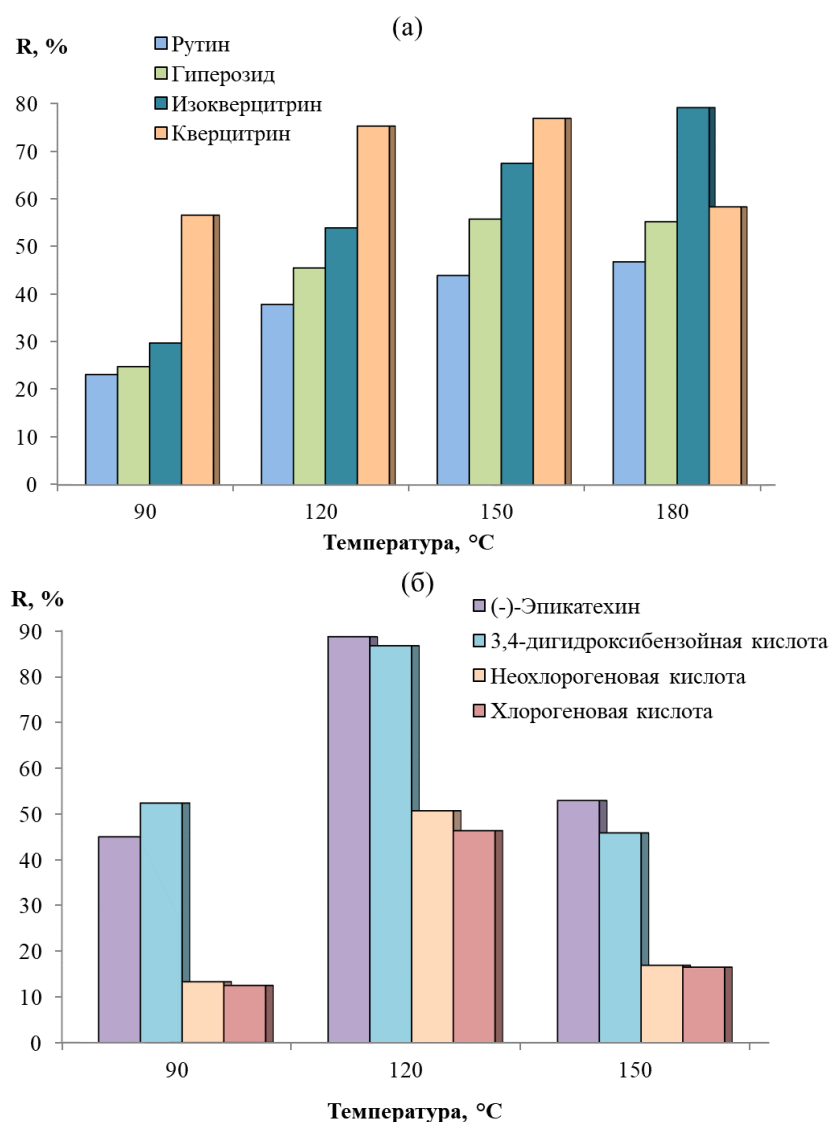 (а)
R, %
Рутин
Гиперозид
Изокверцитрин
Кверцитрин
80
70
60
50
40
30
20
10
0
90 120 150 180
Температура, °C
(б)
R, %
(-)-Эпикатехин
3,4-дигидроксибензойная кислота
Неохлорогеновая кислота
Хлорогеновая кислота
90
80
70
60
50
40
30
20
10
0
90 120 150
Температура, °C